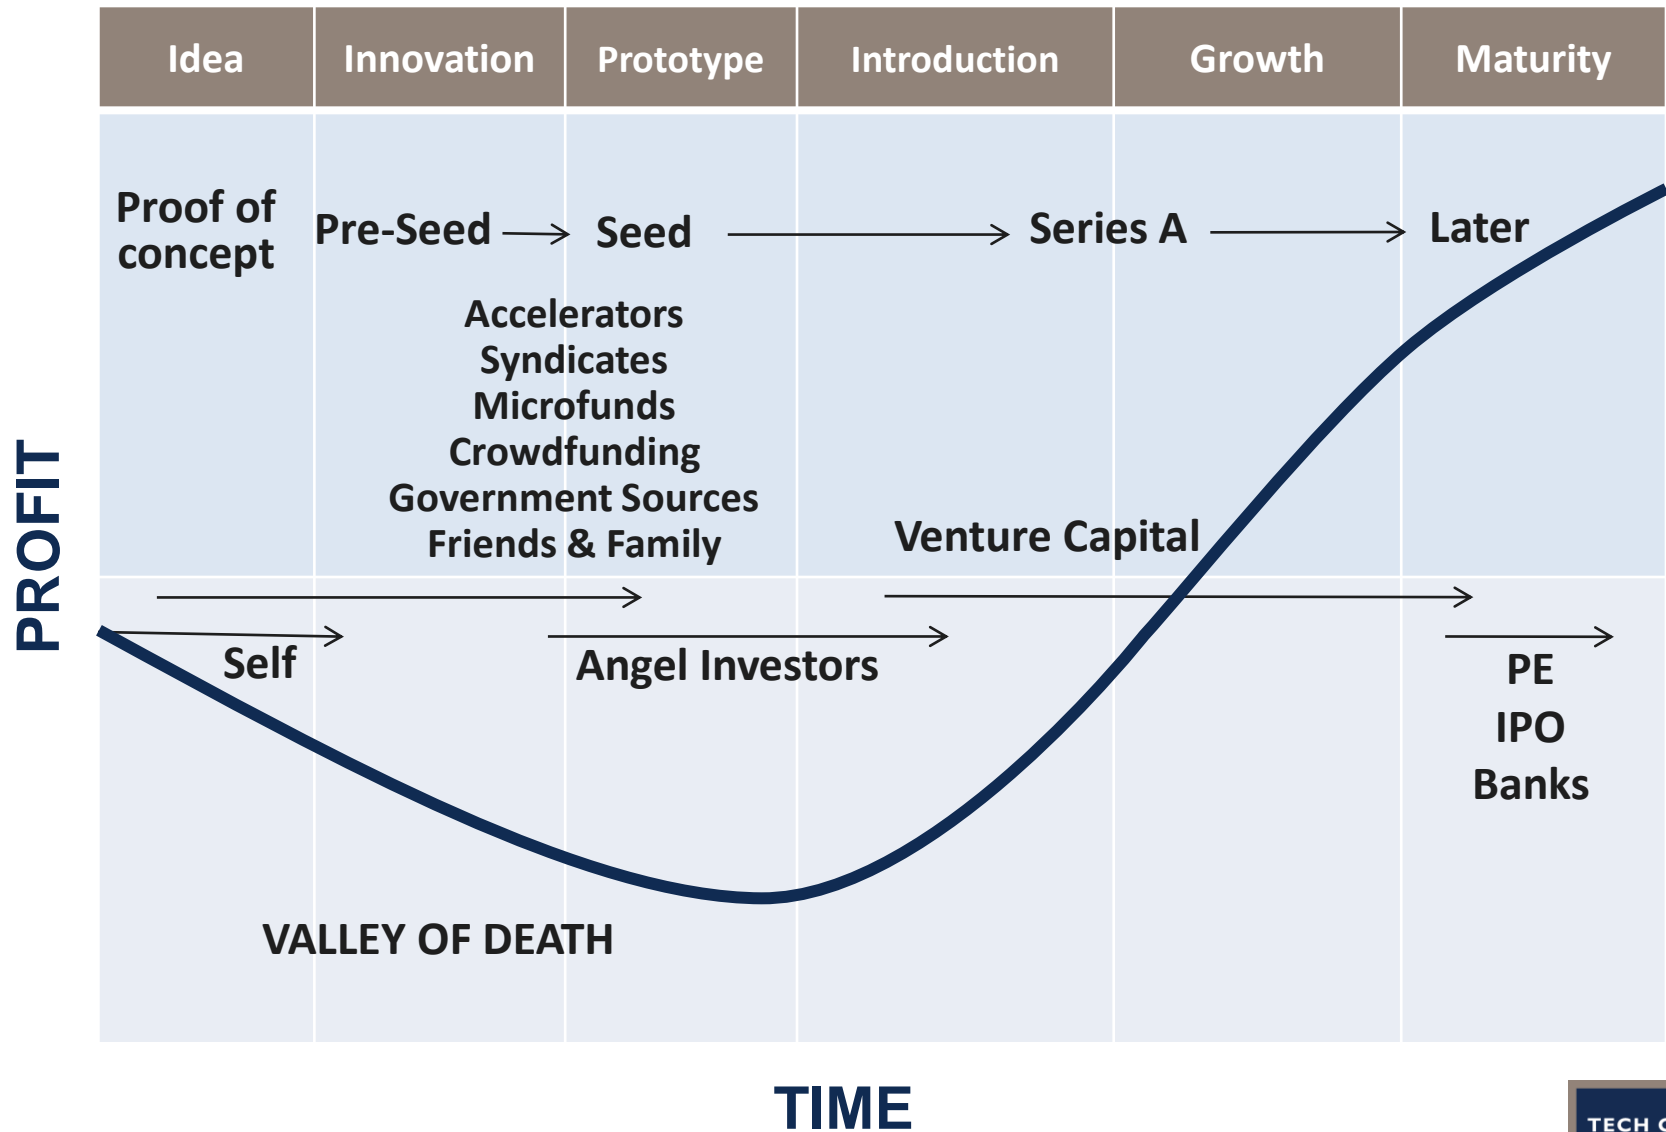 Idea
Innovation
Prototype
Introduction
Growth
Maturity
Proof of
concept
Pre-Seed
Seed
Series A
Later
Accelerators
Syndicates
Microfunds
Crowdfunding
Government Sources
Friends & Family
Venture Capital
Self
Angel Investors
PE
IPO
Banks
VALLEY OF DEATH
PROFIT
TIME
TECH